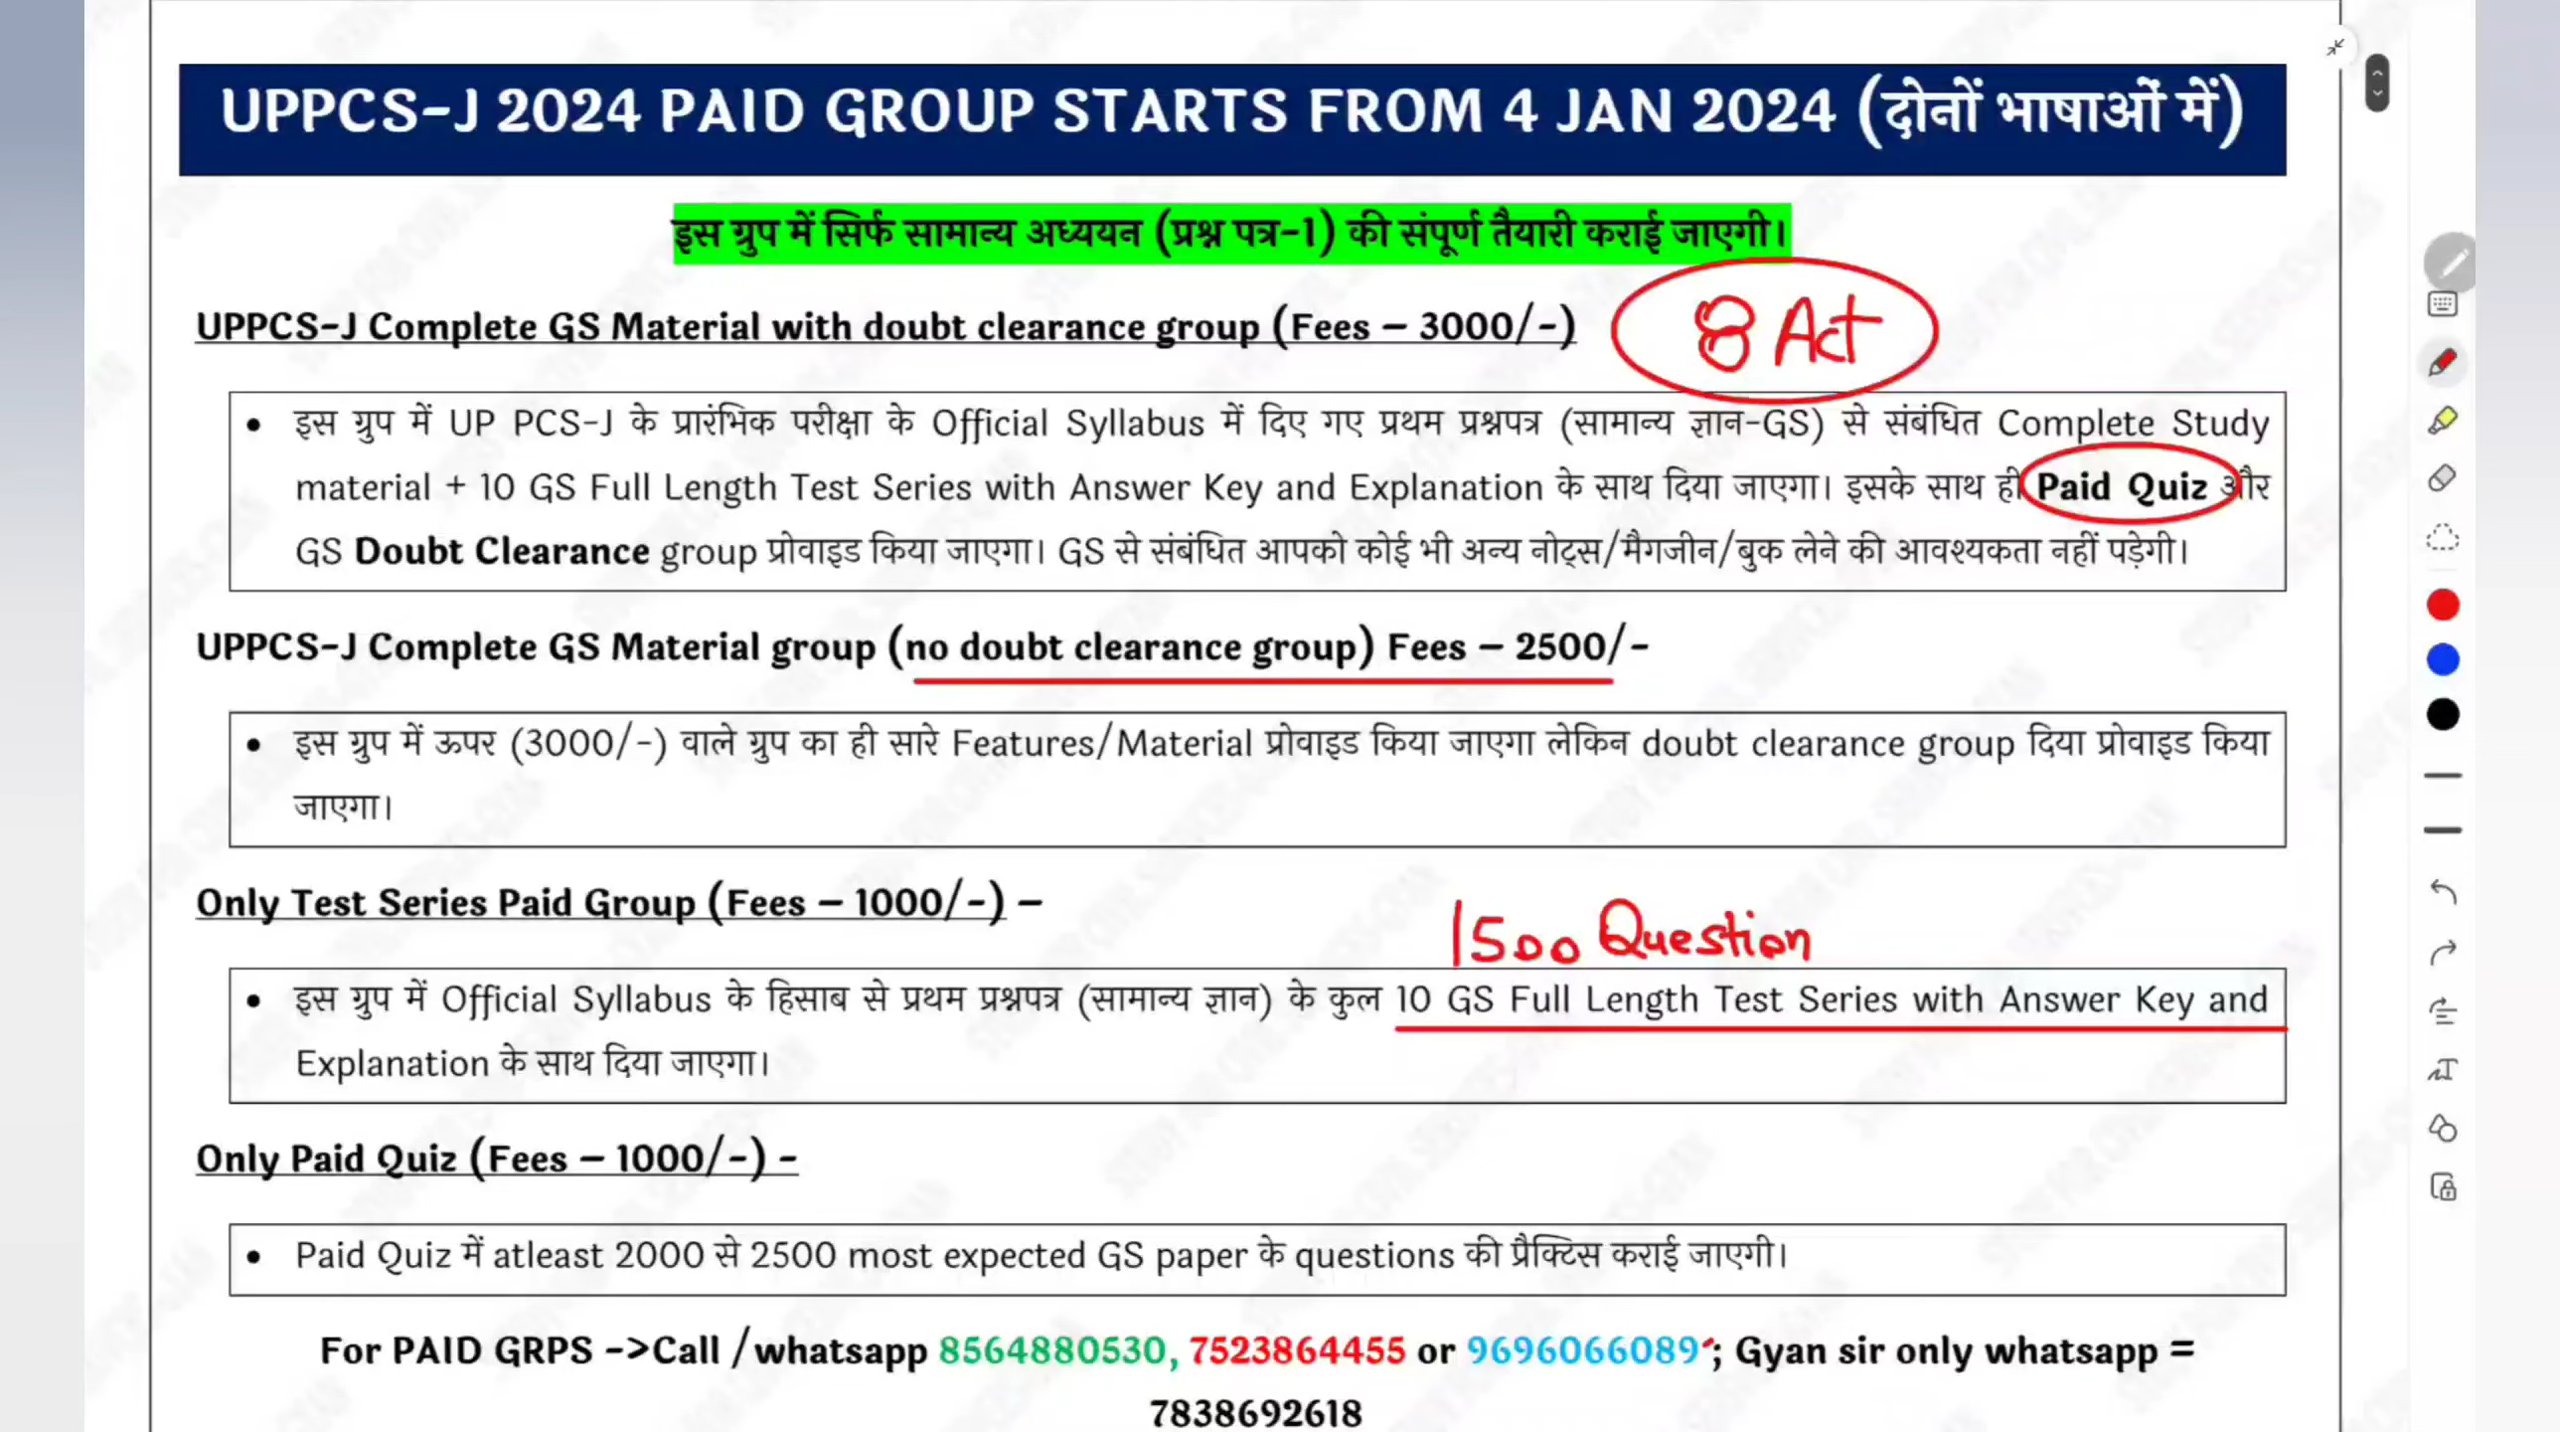 UPPCS-J 2024 PAID GROUP STARTS FROM 4 JAN 2024 (दोनों भाषाओं में)
इस ग्रुप में सिर्फ सामान्य अध्ययन (प्रश्न पत्र-1) की संपूर्ण तैयारी कराई जाएगी।
UPPCS-J Complete GS Material with doubt clearance group (Fees – 3000/-)
8 Act
• इस ग्रुप में UP PCS-J के प्रारंभिक परीक्षा के Official Syllabus में दिए गए प्रथम प्रश्नपत्र (सामान्य ज्ञान-GS) से संबंधित Complete Study
material + 10 GS Full Length Test Series with Answer Key and Explanation के साथ दिया जाएगा। इसके साथ ही Paid Quiz और
GS Doubt Clearance group प्रोवाइड किया जाएगा। GS से संबंधित आपको कोई भी अन्य नोट्स/मैगजीन/बुक लेने की आवश्यकता नहीं पड़ेगी।
UPPCS-J Complete GS Material group (no doubt clearance group) Fees – 2500/-
• इस ग्रुप में ऊपर (3000/-) वाले ग्रुप का ही सारे Features/Material प्रोवाइड किया जाएगा लेकिन doubt clearance group दिया प्रोवाइड किया
जाएगा।
Only Test Series Paid Group (Fees – 1000/-) –
1500 Question
• इस ग्रुप में Official Syllabus के हिसाब से प्रथम प्रश्नपत्र (सामान्य ज्ञान) के कुल 10 GS Full Length Test Series with Answer Key and
Explanation के साथ दिया जाएगा।
Only Paid Quiz (Fees – 1000/-) -
• Paid Quiz में atleast 2000 से 2500 most expected GS paper के questions की प्रैक्टिस कराई जाएगी।
For PAID GRPS ->Call /whatsapp 8564880530, 7523864455 or 9696066089; Gyan sir only whatsapp =
7838692618